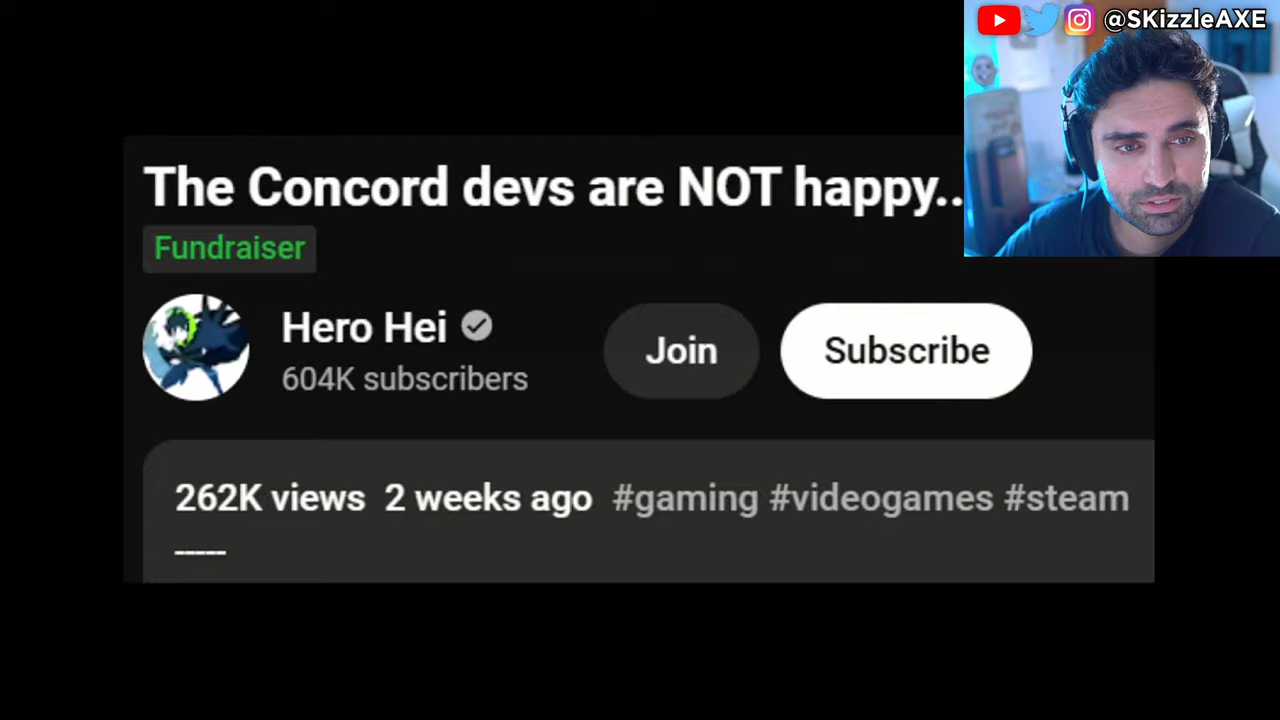 @SKizzleAXE
The Concord devs are NOT happy..
Fundraiser
Hero Hei
604K subscribers
Join
Subscribe
262K views 2 weeks ago #gaming #videogames #steam
-----